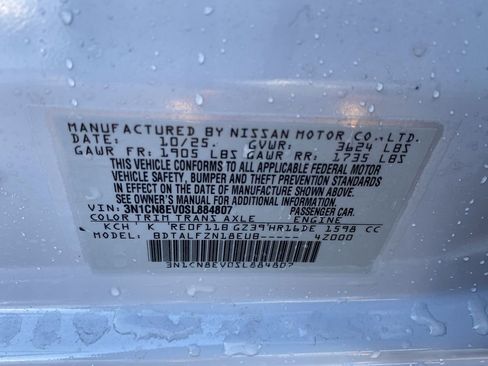 MANUFACTURED BY NISSAN MOTOR CO., LTD.
10/25. GVWR: 3624 LBS
GAWR FR: 1905 LBS GAWR RR: 1735 LBS
THIS VEHICLE CONFORMS TO ALL APPLICABLE FEDERAL MOTOR
VEHICLE SAFETY, BUMPER AND THEFT PREVENTION STANDARDS
IN EFFECT ON THE DATE OF MANUFACTURE SHOWN ABOVE.
SEE OWNER'S MANUAL FOR ADDITIONAL INFORMATION
VIN: 3N1CN8EV0SL884807 PASSENGER CAR.
COLOR TRIM TRANS AXLE ENGINE
KCH K RE0F11B GZ39 HR16DE 1598 CC
MODEL: BDTALFZN18EUB----- 42000
3N1CN8EV0SL884807